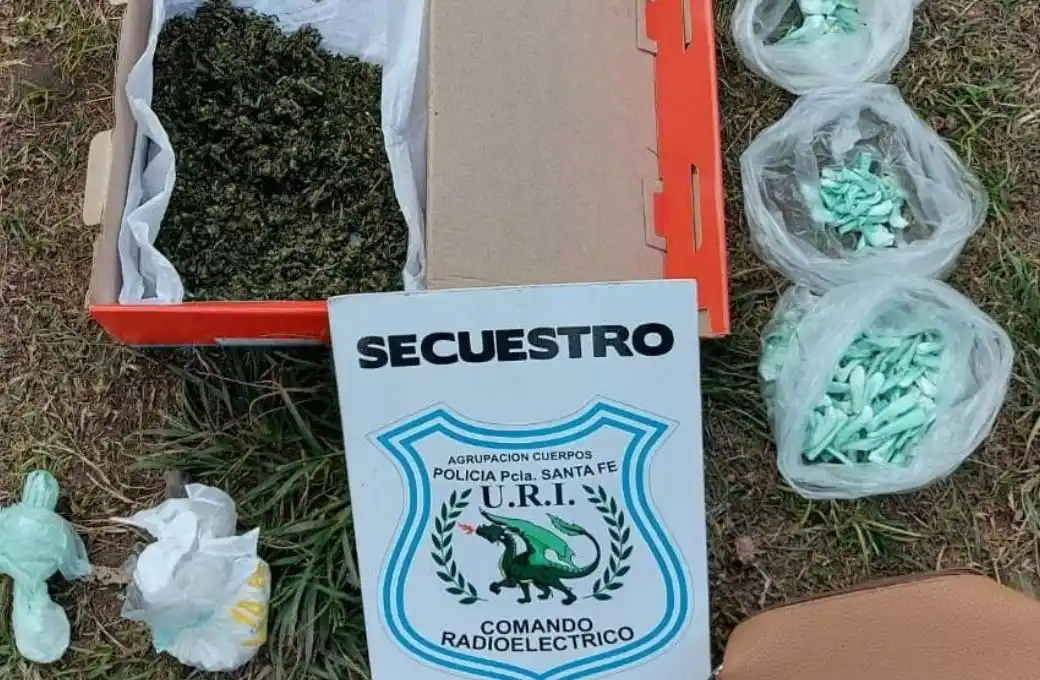 SECUESTRO
AGRUPACION CUERPOS
POLICIA Pcia. SANTA FE
U.R.I.
COMANDO
RADIOELECTRICO